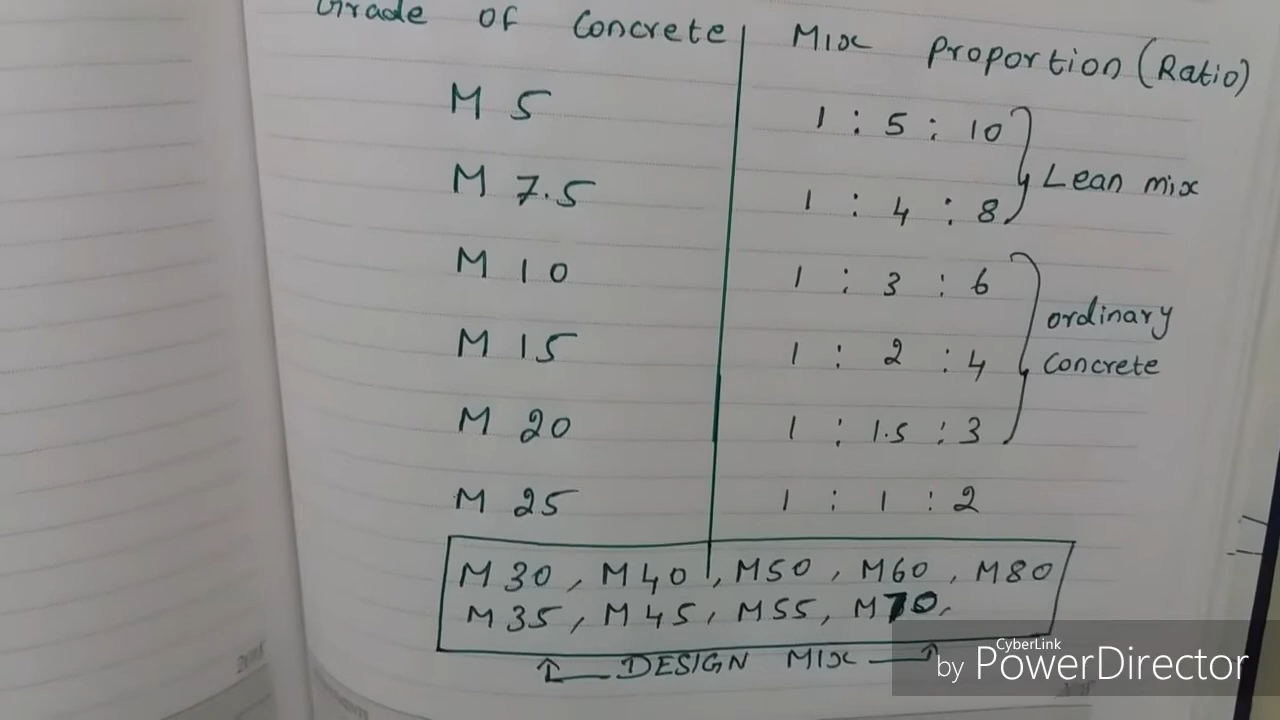 Grade of Concrete Mix Proportion (Ratio)
M 5 1 : 5 : 10
Lean mix
M 7.5 1 : 4 : 8
M 10 1 : 3 : 6
ordinary
M 15 1 : 2 : 4
Concrete
M 20 1 : 1.5 : 3
M 25 1 : 1 : 2
M30, M40, M50, M60, M80
M35, M45, M55, M70,
DESIGN MIX
CyberLink
by PowerDirector